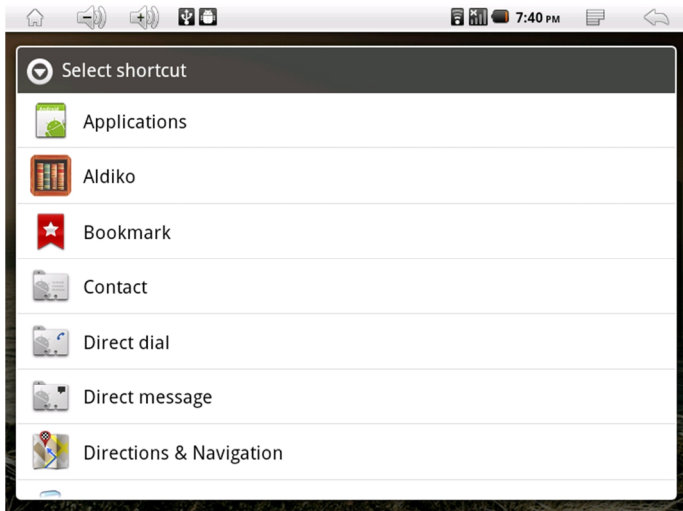 7:40 PM
Select shortcut
Applications
Aldiko
Bookmark
Contact
Direct dial
Direct message
Directions & Navigation